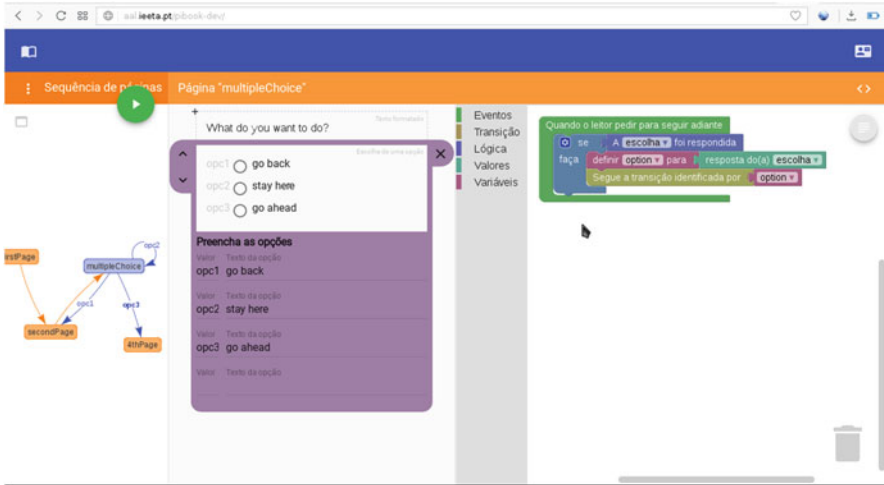 aal.ieeta.pt/pibook-dev/
Sequência de páginas
Página "multipleChoice"
Texto formatado
What do you want to do?
Escolha de uma opção
opc1 go back
opc2 stay here
opc3 go ahead
Preencha as opções
Valor Texto da opção
opc1 go back
Valor Texto da opção
opc2 stay here
Valor Texto da opção
opc3 go ahead
Valor Texto da opção
Eventos
Transição
Lógica
Valores
Variáveis
Quando o leitor pedir para seguir adiante
se A escolha foi respondida
faça definir option para resposta do(a) escolha
Segue a transição identificada por option
rstPage
multipleChoice
opc2
opc1
opc3
secondPage
4thPage